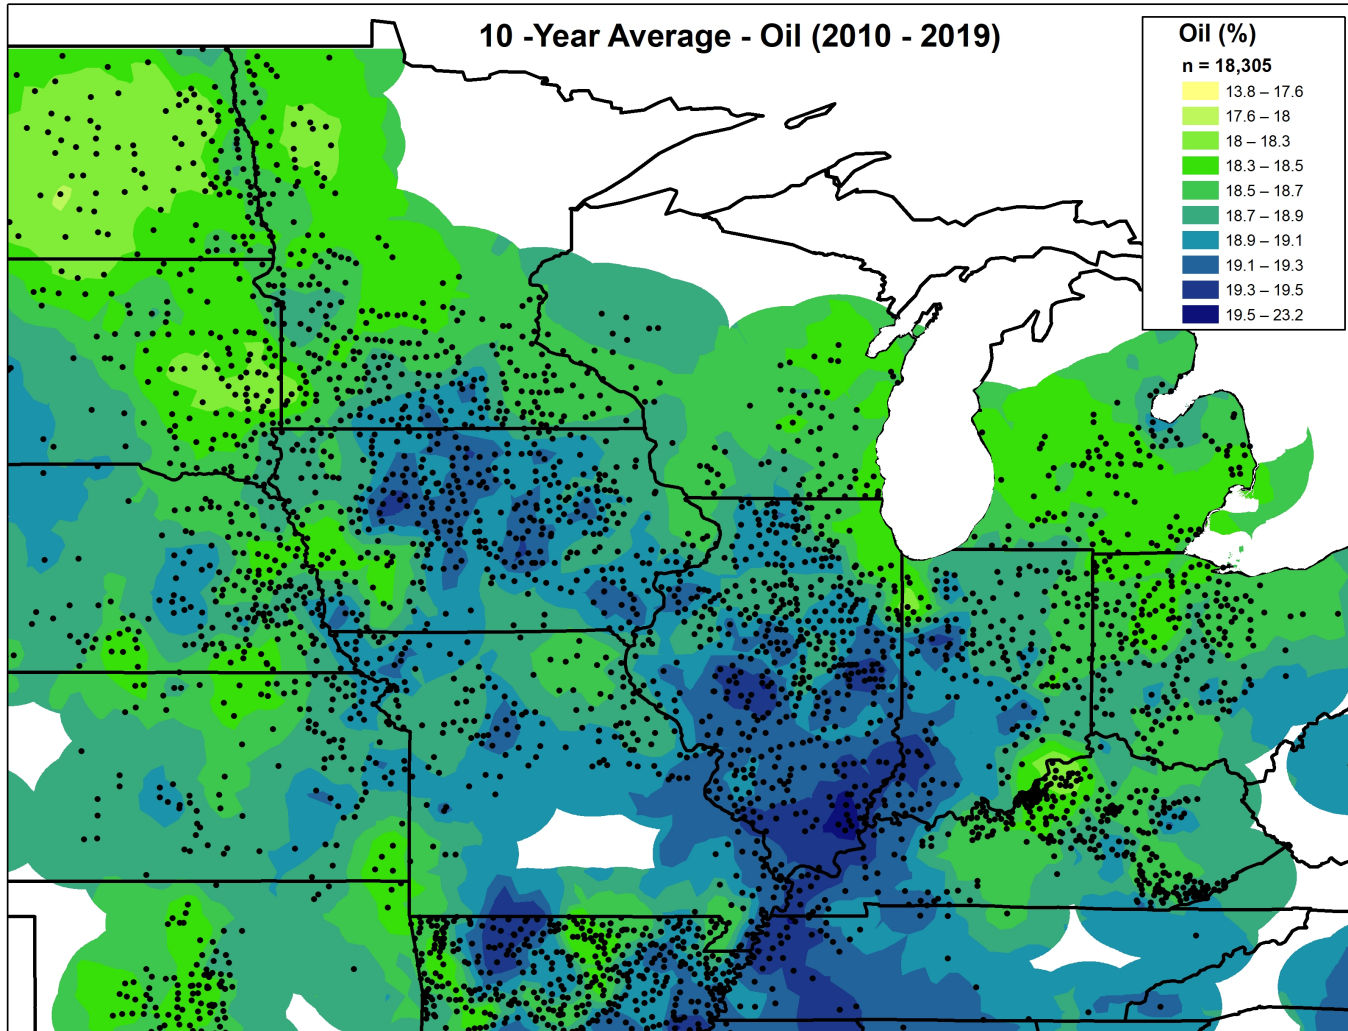 10 -Year Average - Oil (2010 - 2019)
Oil (%)
n = 18,305
13.8 – 17.6
17.6 – 18
18 – 18.3
18.3 – 18.5
18.5 – 18.7
18.7 – 18.9
18.9 – 19.1
19.1 – 19.3
19.3 – 19.5
19.5 – 23.2